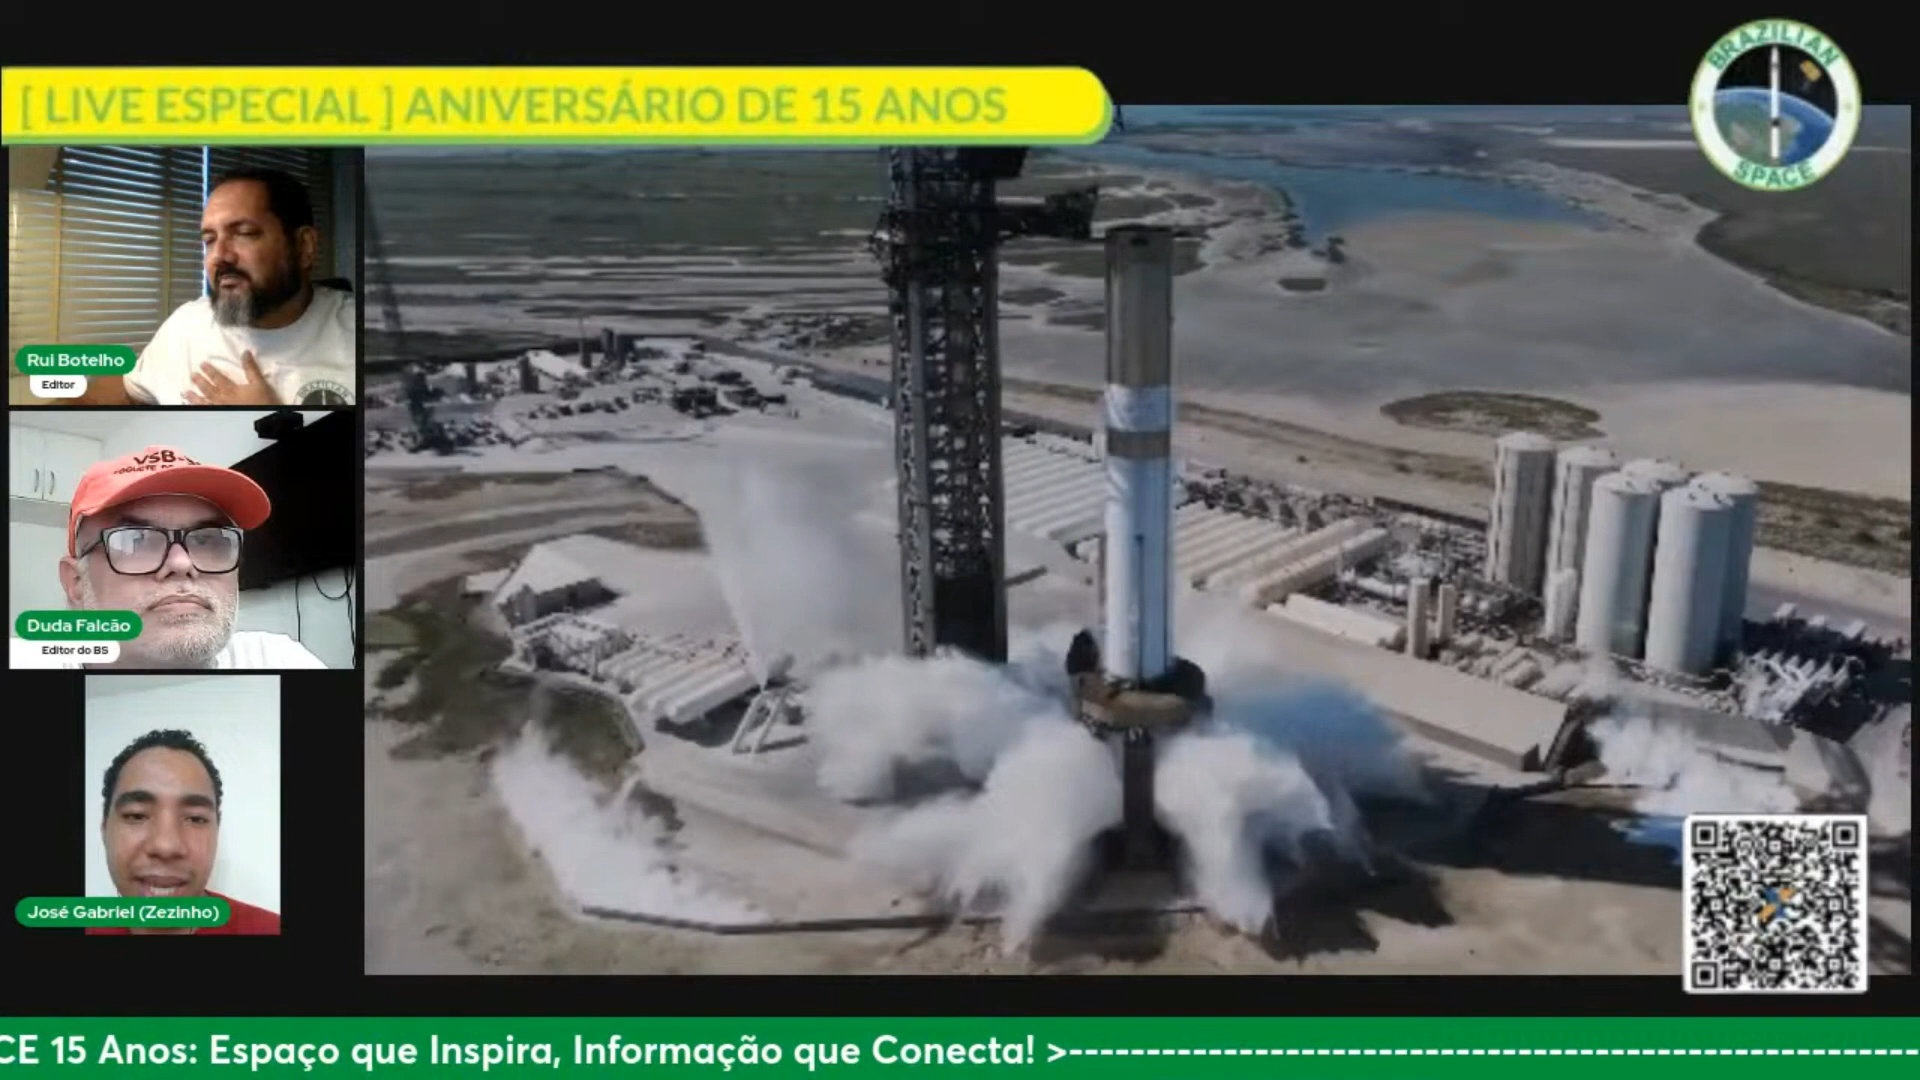 [ LIVE ESPECIAL ] ANIVERSÁRIO DE 15 ANOS
BRAZILIAN
SPACE
Rui Botelho
Editor
VSB-
Duda Falcão
Editor do BS
José Gabriel (Zezinho)
CE 15 Anos: Espaço que Inspira, Informação que Conecta! >--------------------------------------------------------